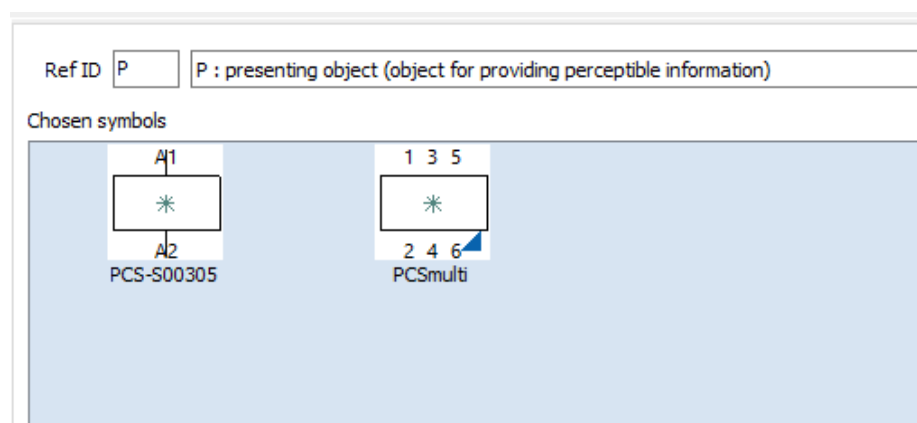 Ref ID P P : presenting object (object for providing perceptible information)
Chosen symbols
A1 1 3 5
A2 2 4 6
PCS-S00305 PCSmulti